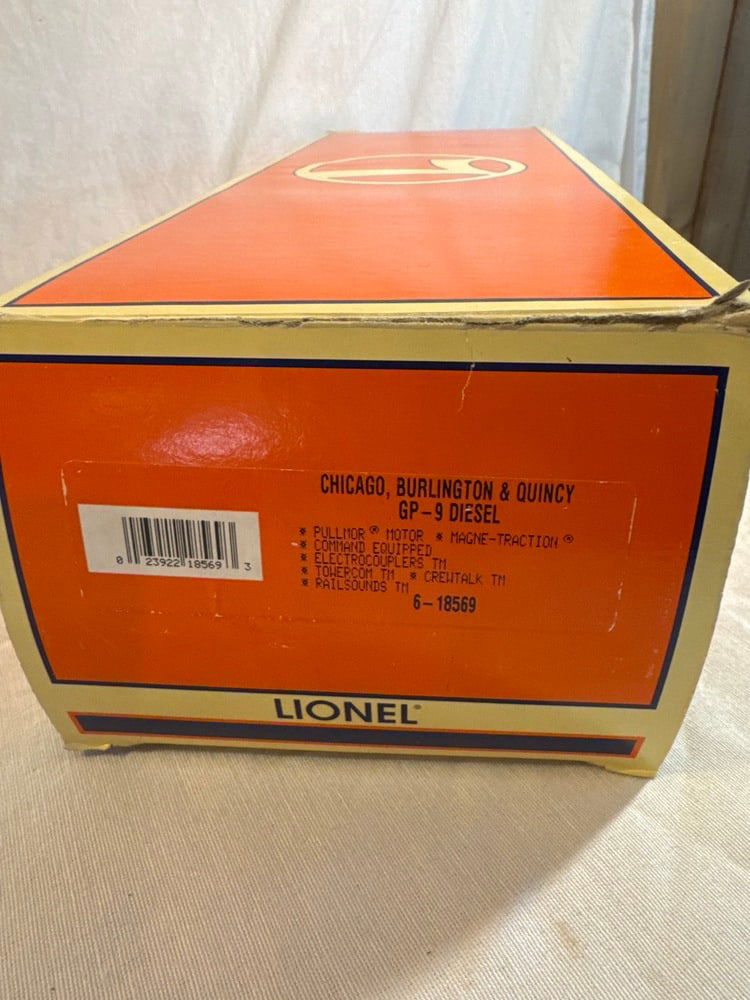 CHICAGO, BURLINGTON & QUINCY
GP-9 DIESEL
* PULLMOR ® MOTOR * MAGNE-TRACTION ®
* COMMAND EQUIPPED
* ELECTROCOUPLERS TM
* TOWERCOM TM * CREWTALK TM
* RAILSOUNDS TM
6-18569
0 23922 18569 3
LIONEL®